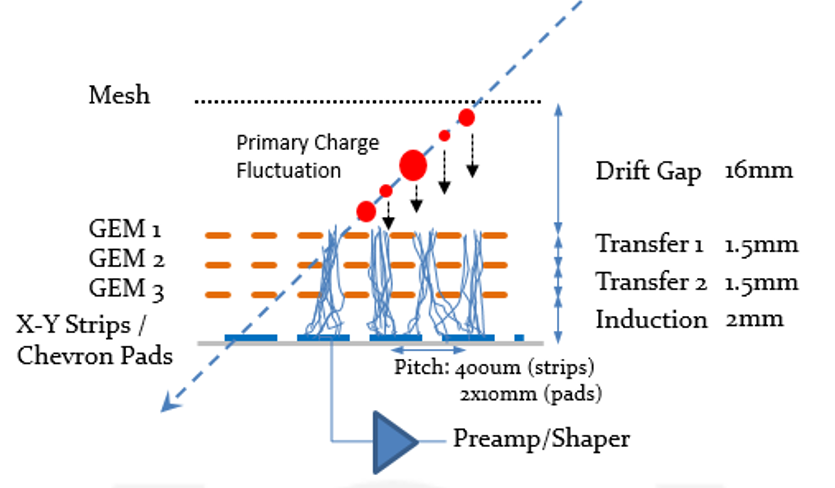 Mesh
Primary Charge
Fluctuation
Drift Gap 16mm
GEM 1
GEM 2
GEM 3
Transfer 1 1.5mm
Transfer 2 1.5mm
Induction 2mm
X-Y Strips /
Chevron Pads
Pitch: 400um (strips)
2x10mm (pads)
Preamp/Shaper